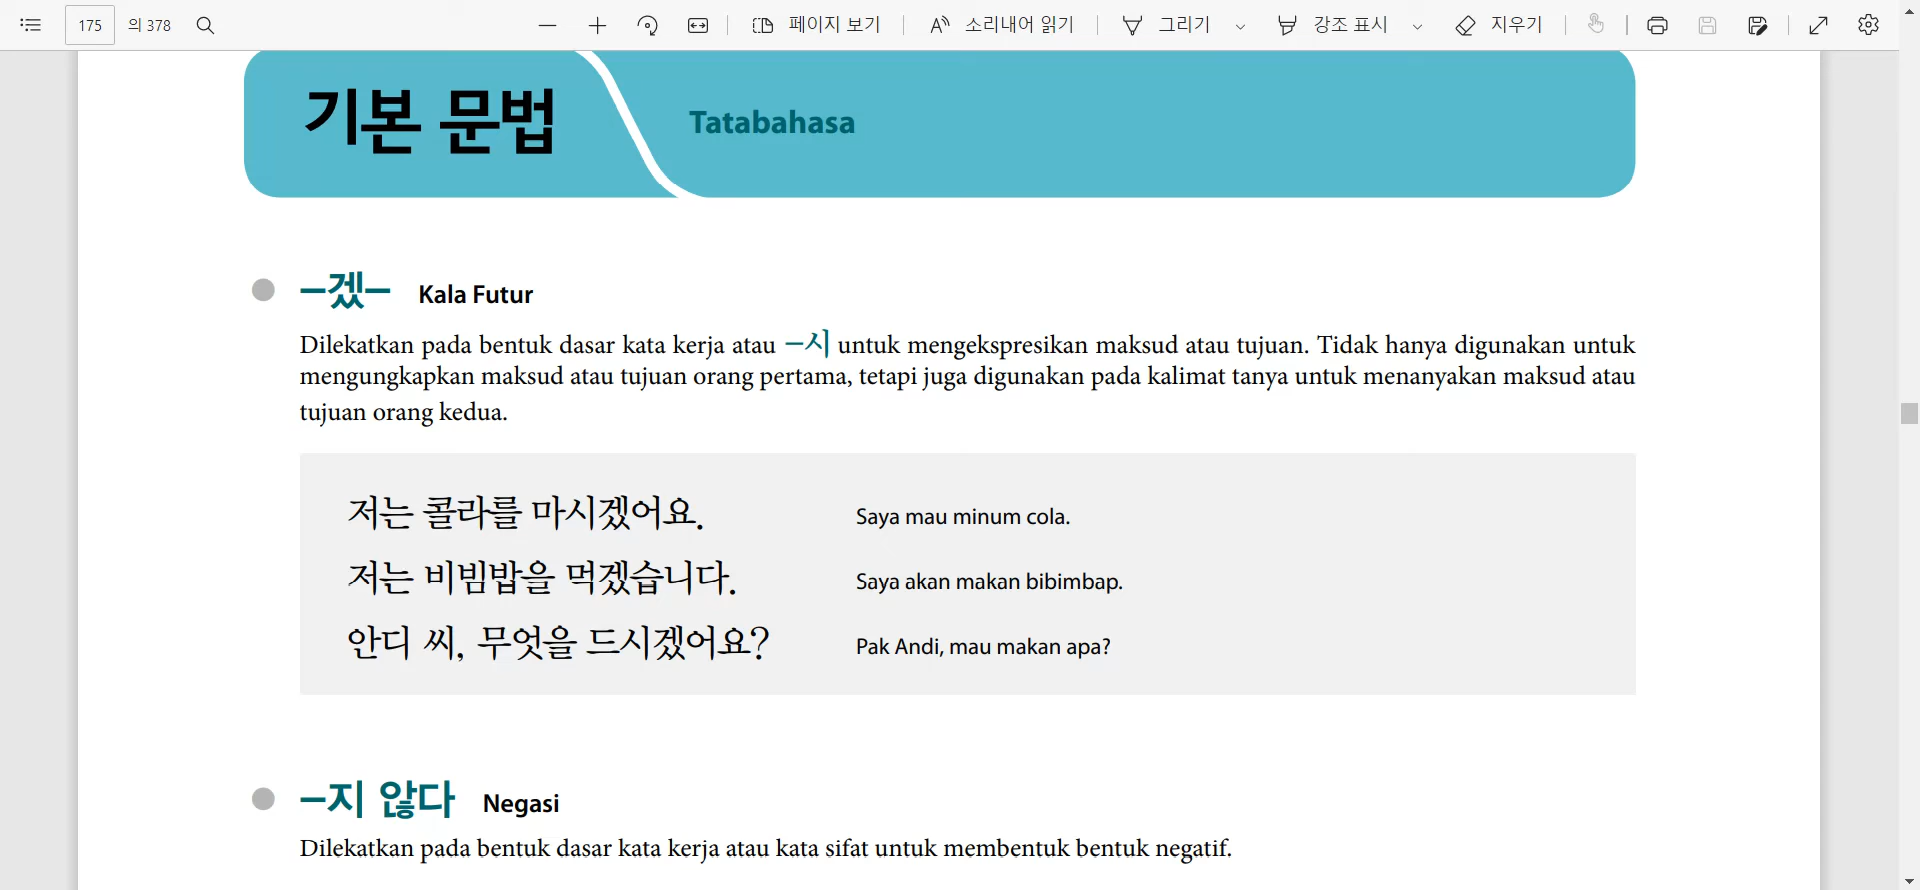 175 의 378 페이지 보기 소리내어 읽기 그리기 강조 표시 지우기
기본 문법 Tatabahasa
–겠– Kala Futur
Dilekatkan pada bentuk dasar kata kerja atau –시 untuk mengekspresikan maksud atau tujuan. Tidak hanya digunakan untuk
mengungkapkan maksud atau tujuan orang pertama, tetapi juga digunakan pada kalimat tanya untuk menanyakan maksud atau
tujuan orang kedua.
저는 콜라를 마시겠어요. Saya mau minum cola.
저는 비빔밥을 먹겠습니다. Saya akan makan bibimbap.
안디 씨, 무엇을 드시겠어요? Pak Andi, mau makan apa?
–지 않다 Negasi
Dilekatkan pada bentuk dasar kata kerja atau kata sifat untuk membentuk bentuk negatif.